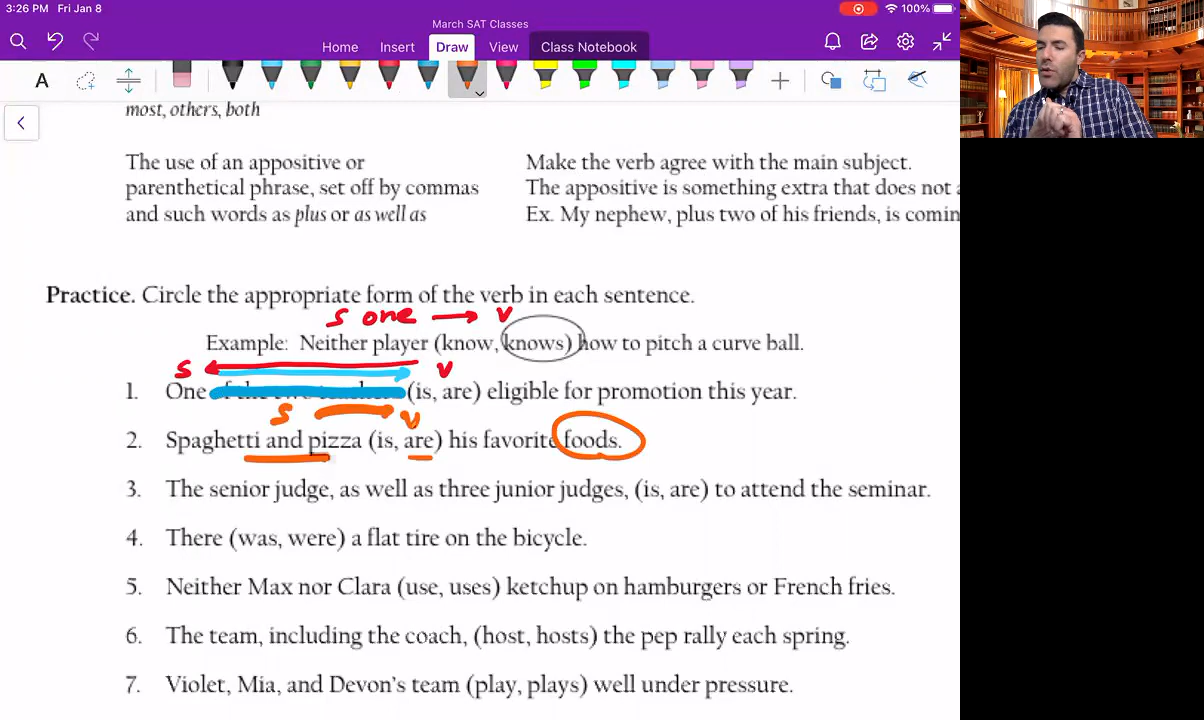 3:26 PM Fri Jan 8
100%
March SAT Classes
Home Insert Draw View Class Notebook
A
most, others, both
The use of an appositive or
parenthetical phrase, set off by commas
and such words as plus or as well as
Make the verb agree with the main subject.
The appositive is something extra that does not a
Ex. My nephew, plus two of his friends, is comin
Practice. Circle the appropriate form of the verb in each sentence.
S one → V
Example: Neither player (know, knows) how to pitch a curve ball.
S V
1. One (is, are) eligible for promotion this year.
S V
2. Spaghetti and pizza (is, are) his favorite foods.
3. The senior judge, as well as three junior judges, (is, are) to attend the seminar.
4. There (was, were) a flat tire on the bicycle.
5. Neither Max nor Clara (use, uses) ketchup on hamburgers or French fries.
6. The team, including the coach, (host, hosts) the pep rally each spring.
7. Violet, Mia, and Devon's team (play, plays) well under pressure.